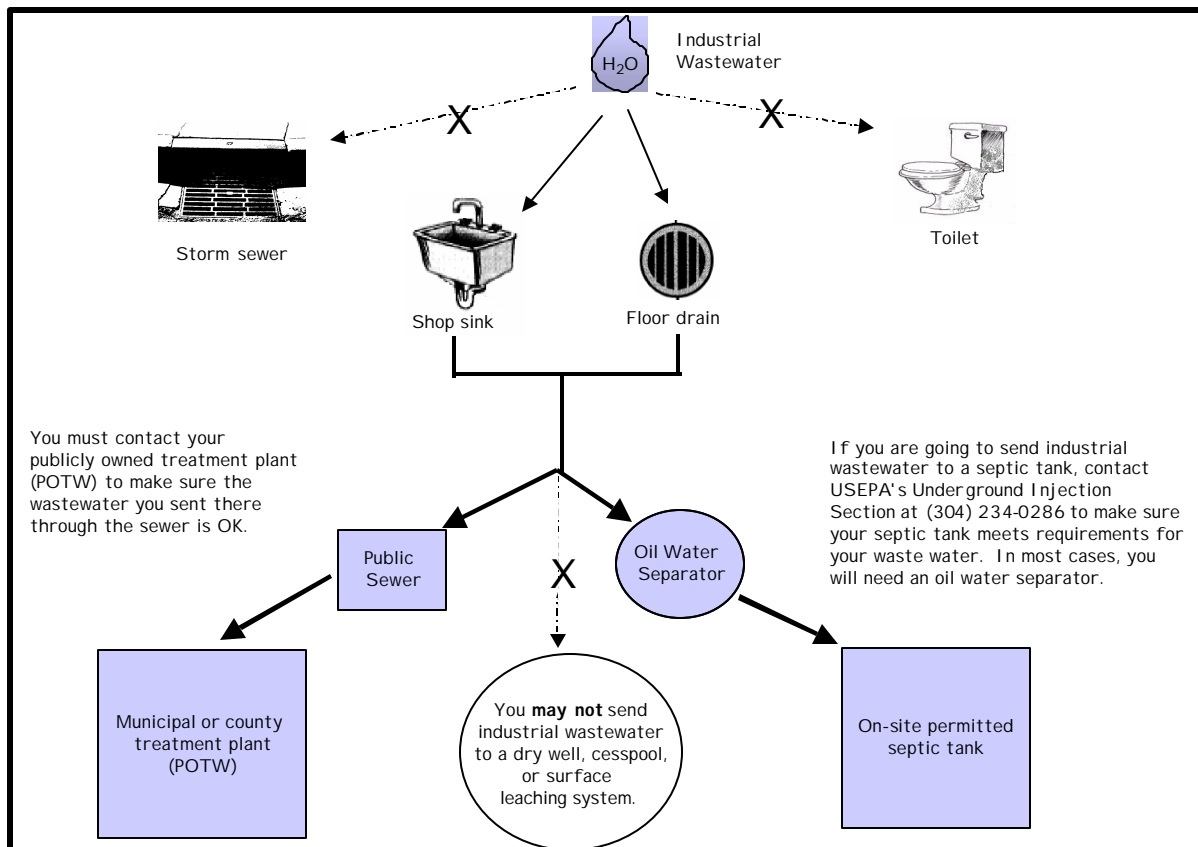 Industrial
Wastewater
H2O
X
X
Storm sewer
Toilet
Shop sink
Floor drain
You must contact your
publicly owned treatment plant
(POTW) to make sure the
wastewater you sent there
through the sewer is OK.
If you are going to send industrial
wastewater to a septic tank, contact
USEPA's Underground Injection
Section at (304) 234-0286 to make sure
your septic tank meets requirements for
your waste water. In most cases, you
will need an oil water separator.
Public
Sewer
X
Oil Water
Separator
Municipal or county
treatment plant
(POTW)
You may not send
industrial wastewater
to a dry well, cesspool,
or surface
leaching system.
On-site permitted
septic tank